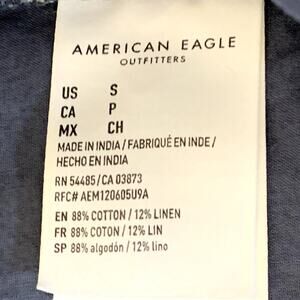 AMERICAN EAGLE
OUTFITTERS
US S
CA P
MX CH
MADE IN INDIA / FABRIQUÉ EN INDE /
HECHO EN INDIA
RN 54485/CA 03873
RFC# AEM120605U9A
EN 88% COTTON / 12% LINEN
FR 88% COTON / 12% LIN
SP 88% algodón / 12% lino